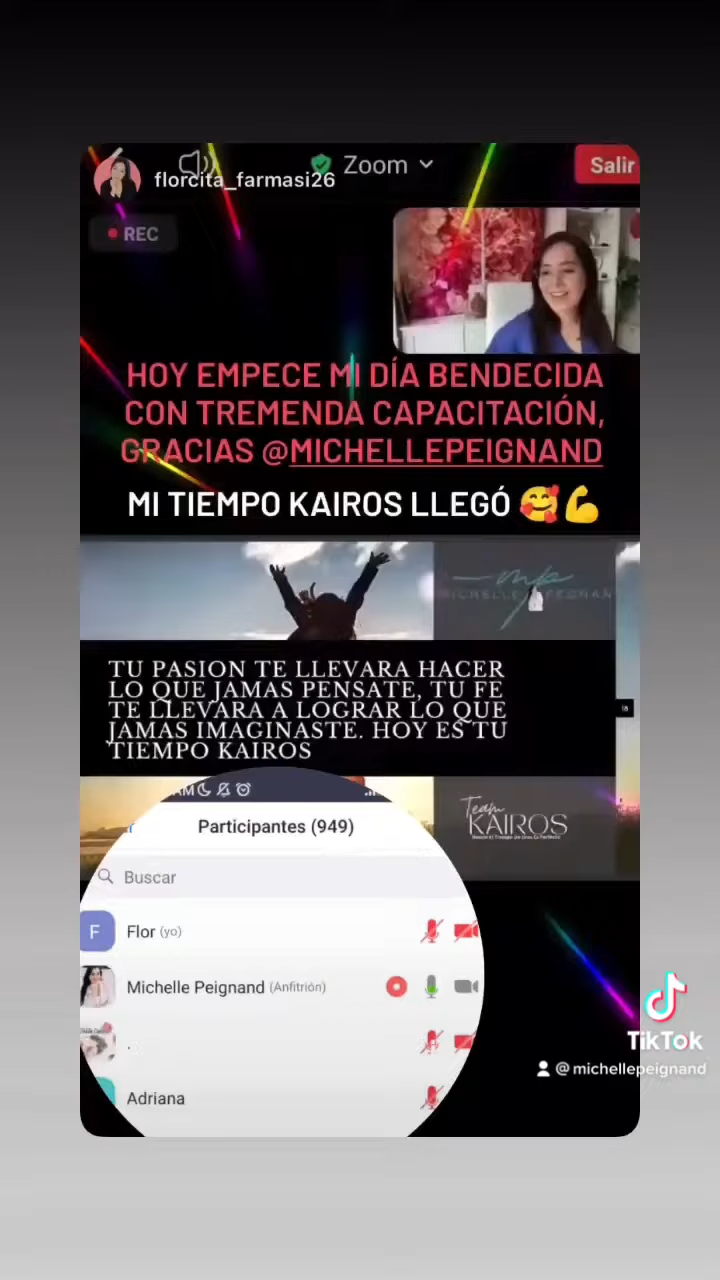 Zoom
Salir
florcita_farmasi26
REC
HOY EMPECE MI DÍA BENDECIDA
CON TREMENDA CAPACITACIÓN,
GRACIAS @MICHELLEPEIGNAND
MI TIEMPO KAIROS LLEGÓ 🥰💪
mp
TU PASION TE LLEVARA HACER
LO QUE JAMAS PENSATE, TU FE
TE LLEVARA A LOGRAR LO QUE
JAMAS IMAGINASTE. HOY ES TU
TIEMPO KAIROS
AM
Participantes (949)
Team
KAIROS
Buscar
F
Flor (yo)
Michelle Peignand (Anfitrión)
.
Adriana
TikTok
@michellepeignand